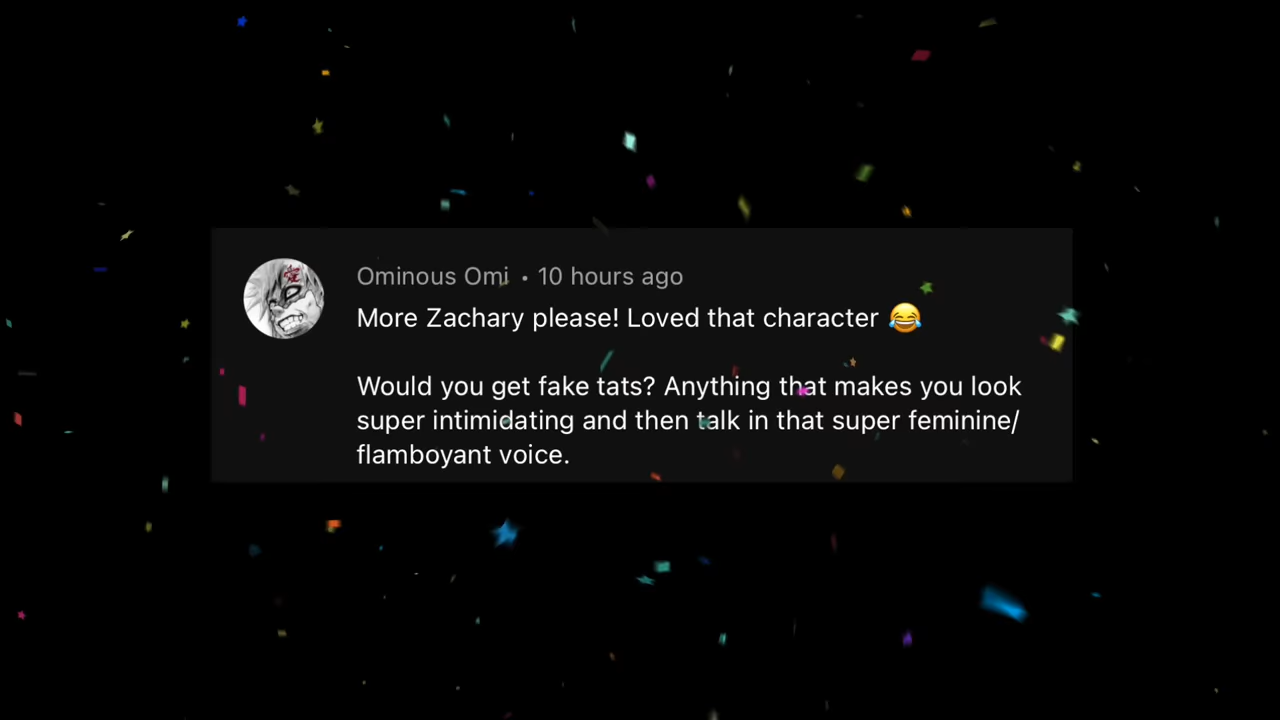 Ominous Omi • 10 hours ago
More Zachary please! Loved that character 😂
Would you get fake tats? Anything that makes you look
super intimidating and then talk in that super feminine/
flamboyant voice.